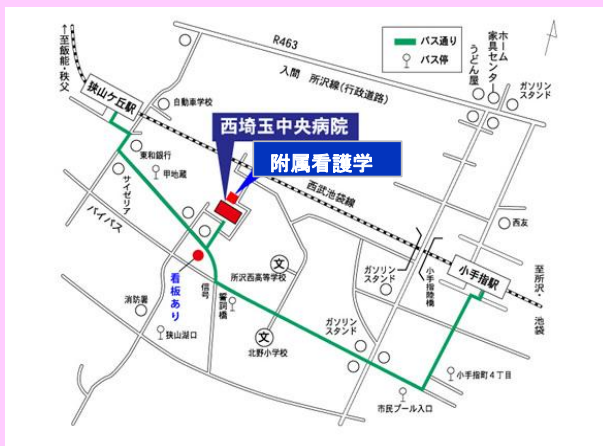 ↑至飯能・秩父
R463
入間 所沢線(行政道路)
バス通り
バス停
ホーム
家具センター
うどん屋
ガソリン
スタンド
狭山ケ丘駅
自動車学校
西埼玉中央病院
附属看護学
東和銀行
甲地蔵
サイゼリア
西武池袋線
バイパス
西友
文
所沢西高等学校
ガソリン
スタンド
小手指陸橋
小手指駅
至所沢・
池袋
看板あり
信号
誓詞橋
消防署
狭山湖口
文
北野小学校
ガソリン
スタンド
小手指町4丁目
市民プール入口